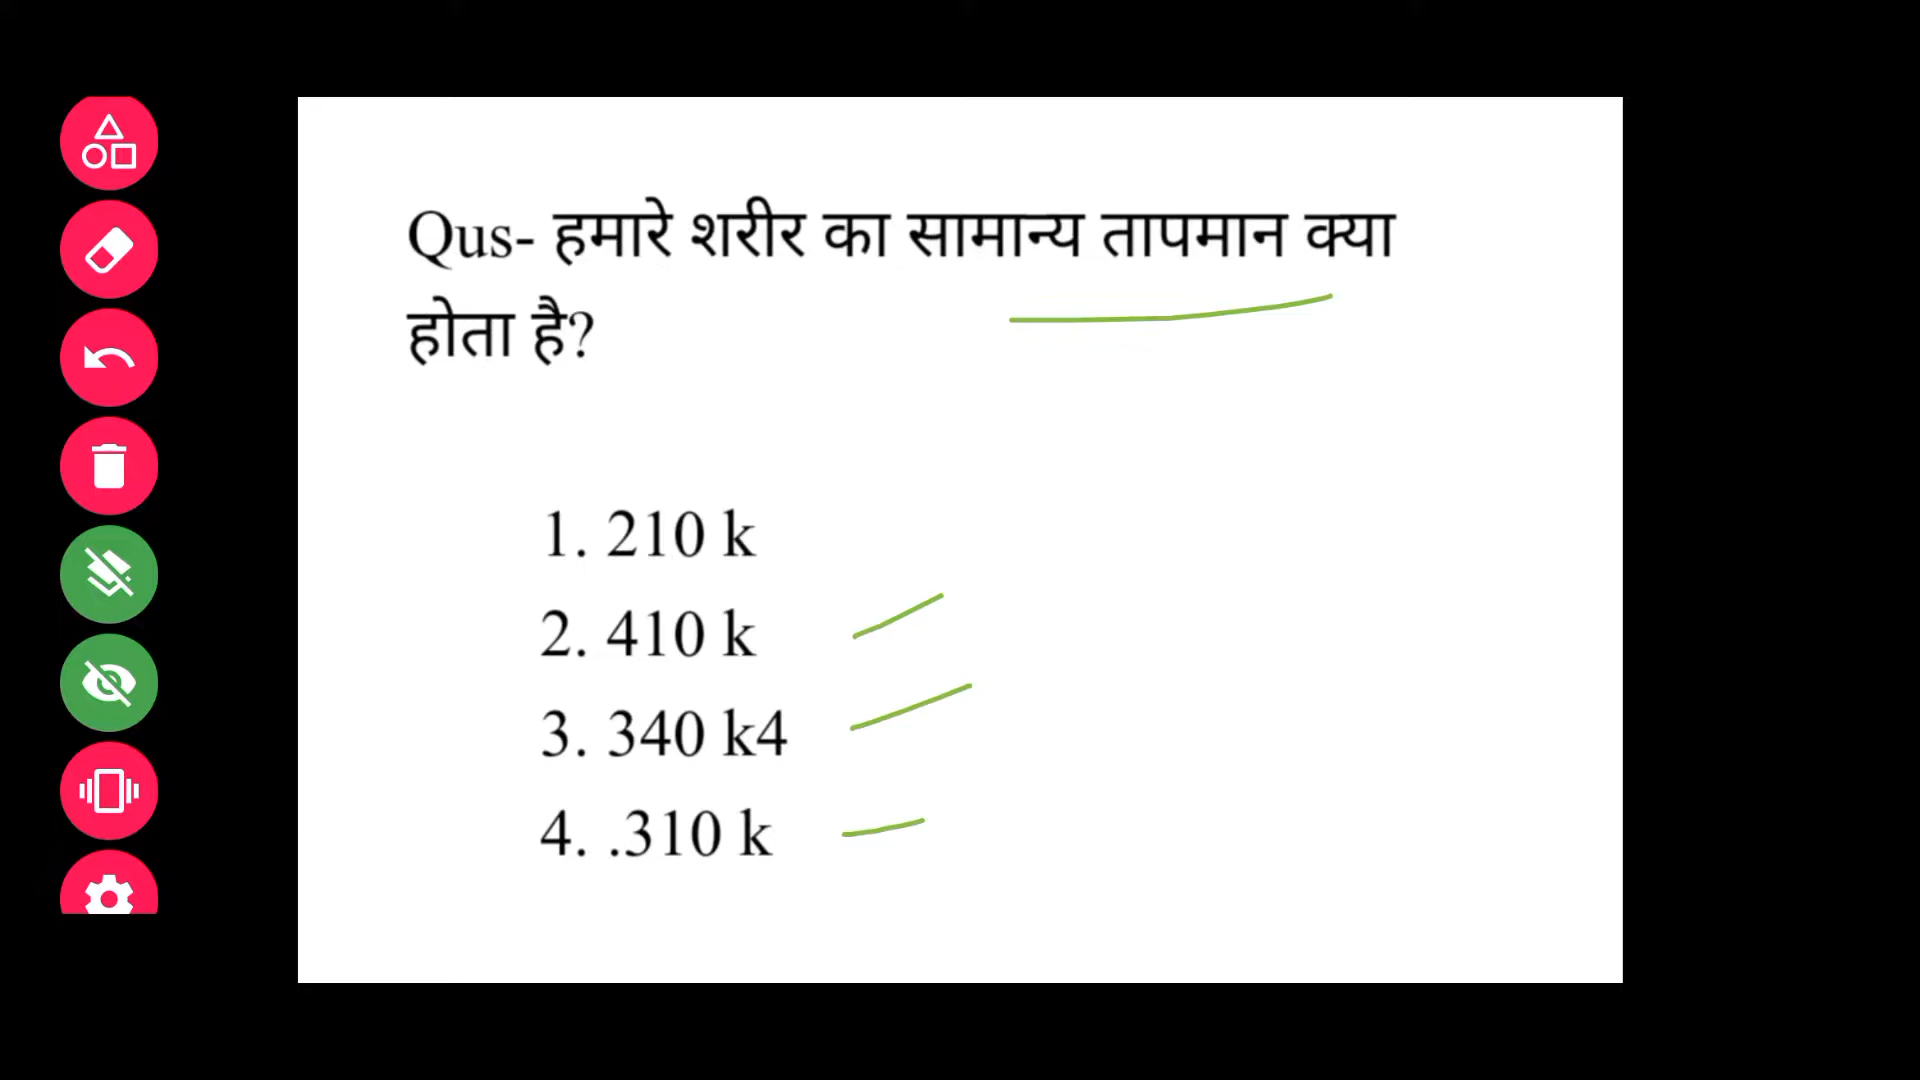 Qus- हमारे शरीर का सामान्य तापमान क्या
होता है?
1. 210 k
2. 410 k
3. 340 k4
4. .310 k